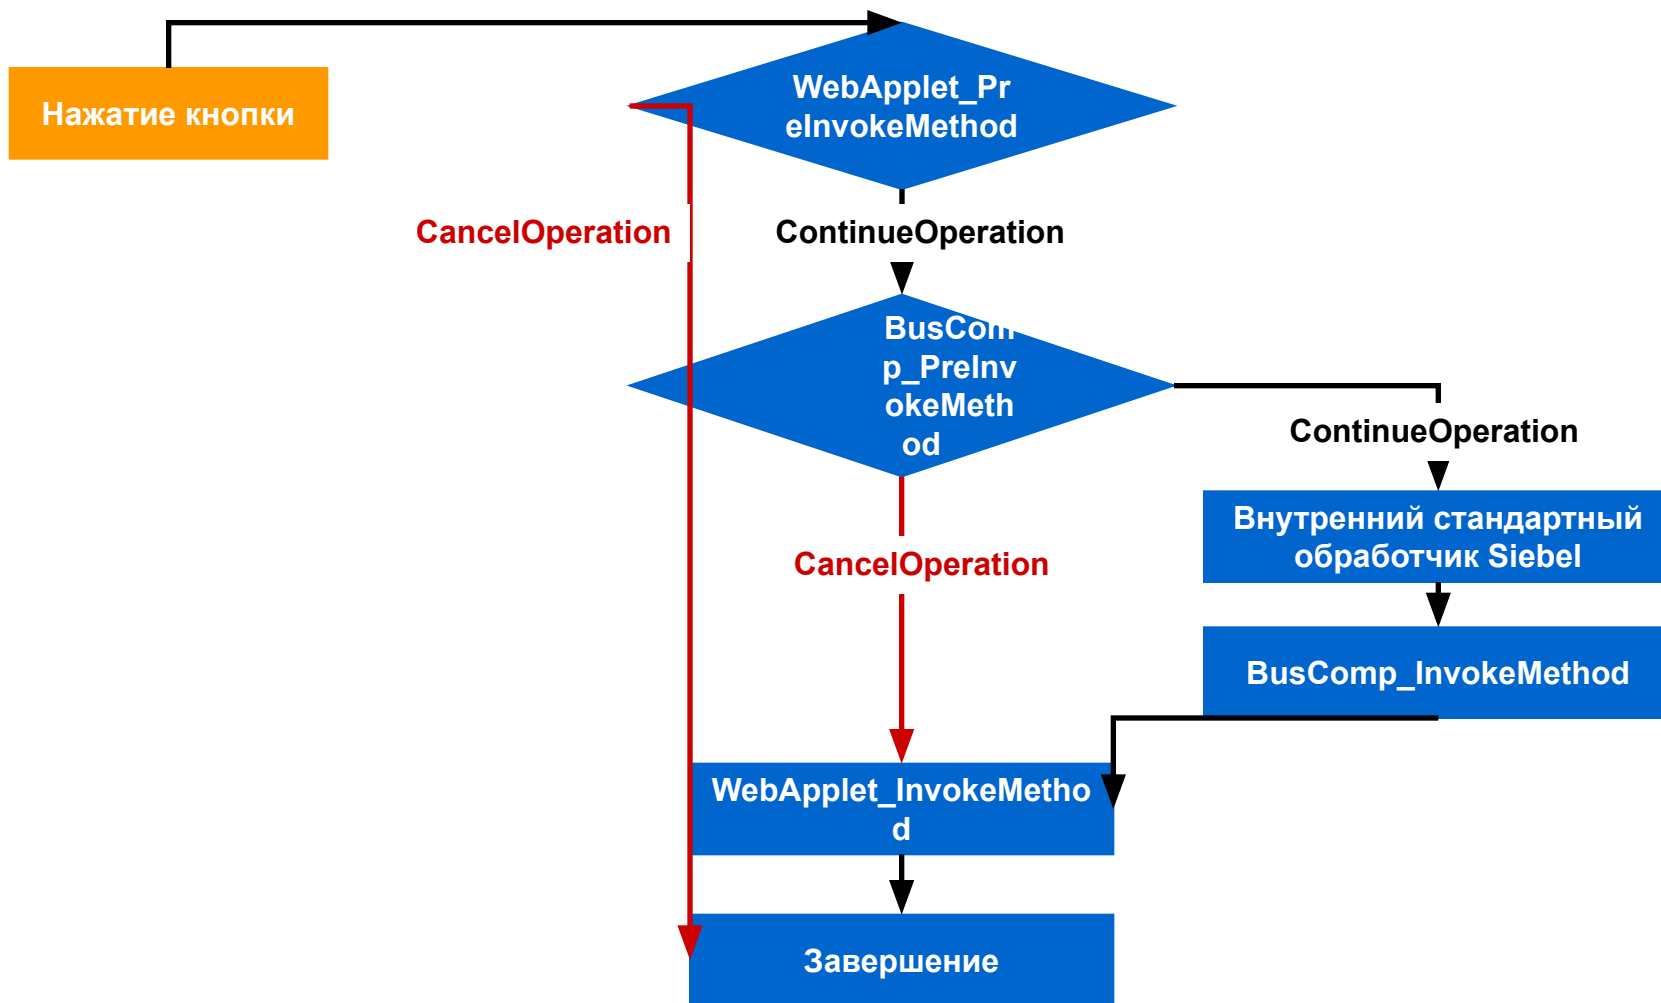 Нажатие кнопки
WebApplet_Pr
eInvokeMethod
CancelOperation
ContinueOperation
BusCom
p_PreInv
okeMeth
od
ContinueOperation
Внутренний стандартный
обработчик Siebel
CancelOperation
BusComp_InvokeMethod
WebApplet_InvokeMetho
d
Завершение